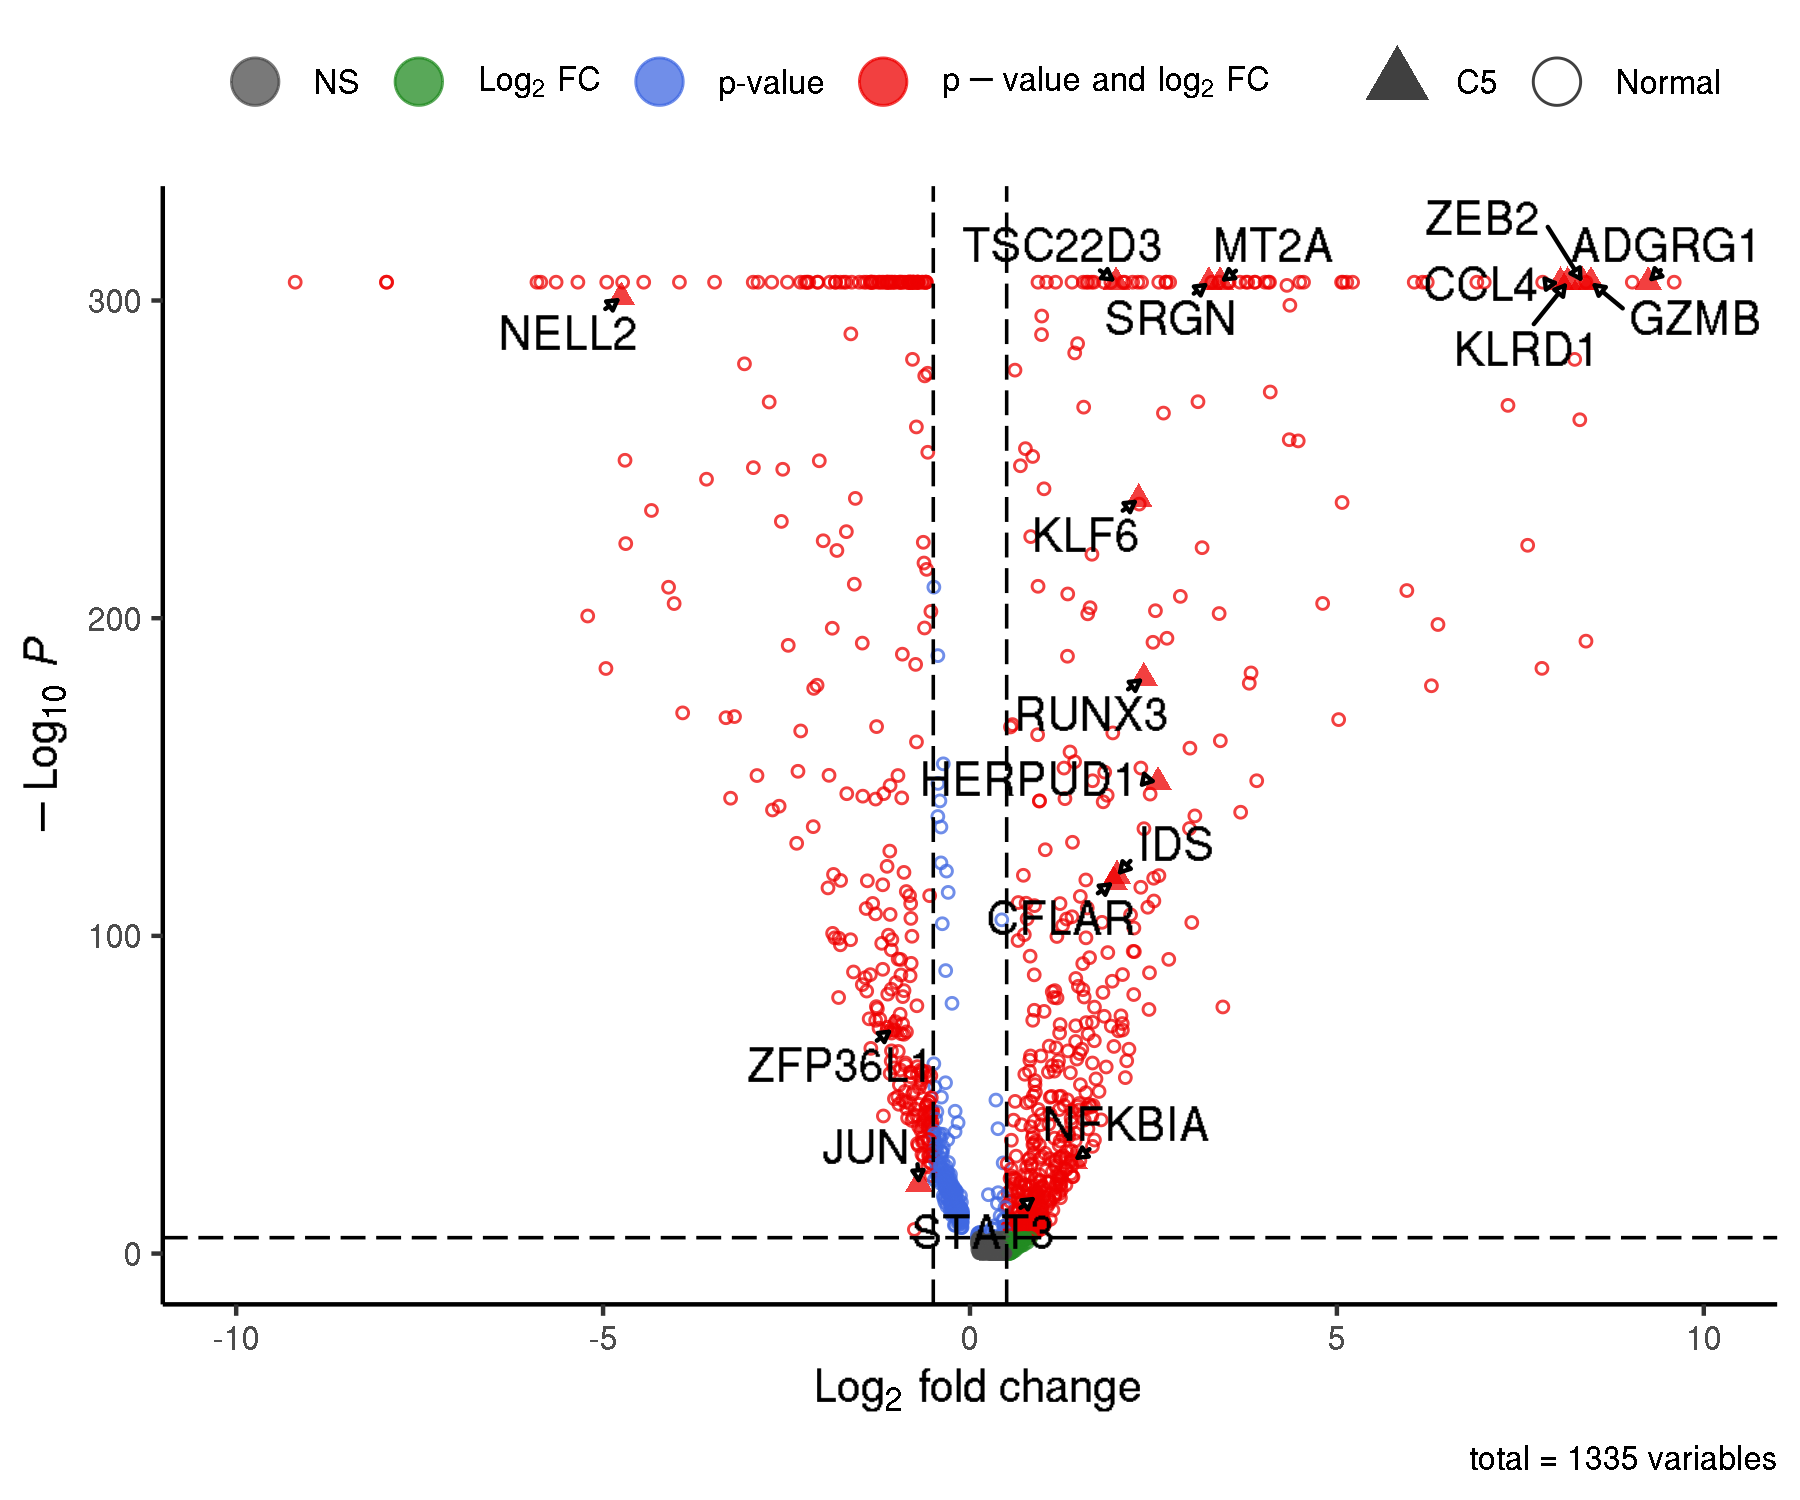 NS Log2 FC p-value p − value and log2 FC C5 Normal
ZEB2
TSC22D3 MT2A ADGRG1
CCL4
300
NELL2 SRGN GZMB
KLRD1
KLF6
200
RUNX3
HERPUD1
IDS
CFLAR
100
ZFP36L1
NFKBIA
JUN
STAT3
0
− Log10 P
-10 -5 0 5 10
Log2 fold change
total = 1335 variables